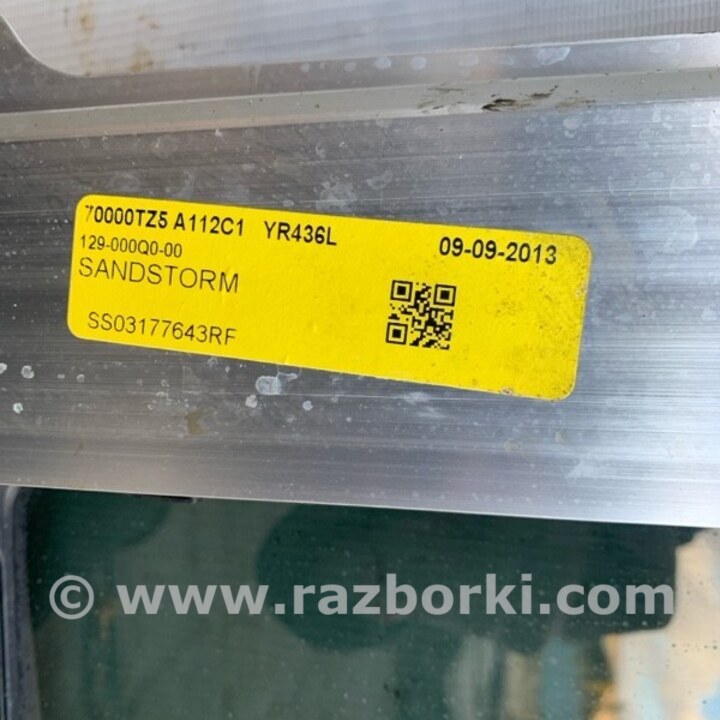 70000TZ5 A112C1 YR436L 09-09-2013
129-000Q0-00
SANDSTORM
SS03177643RF
© www.razborki.com